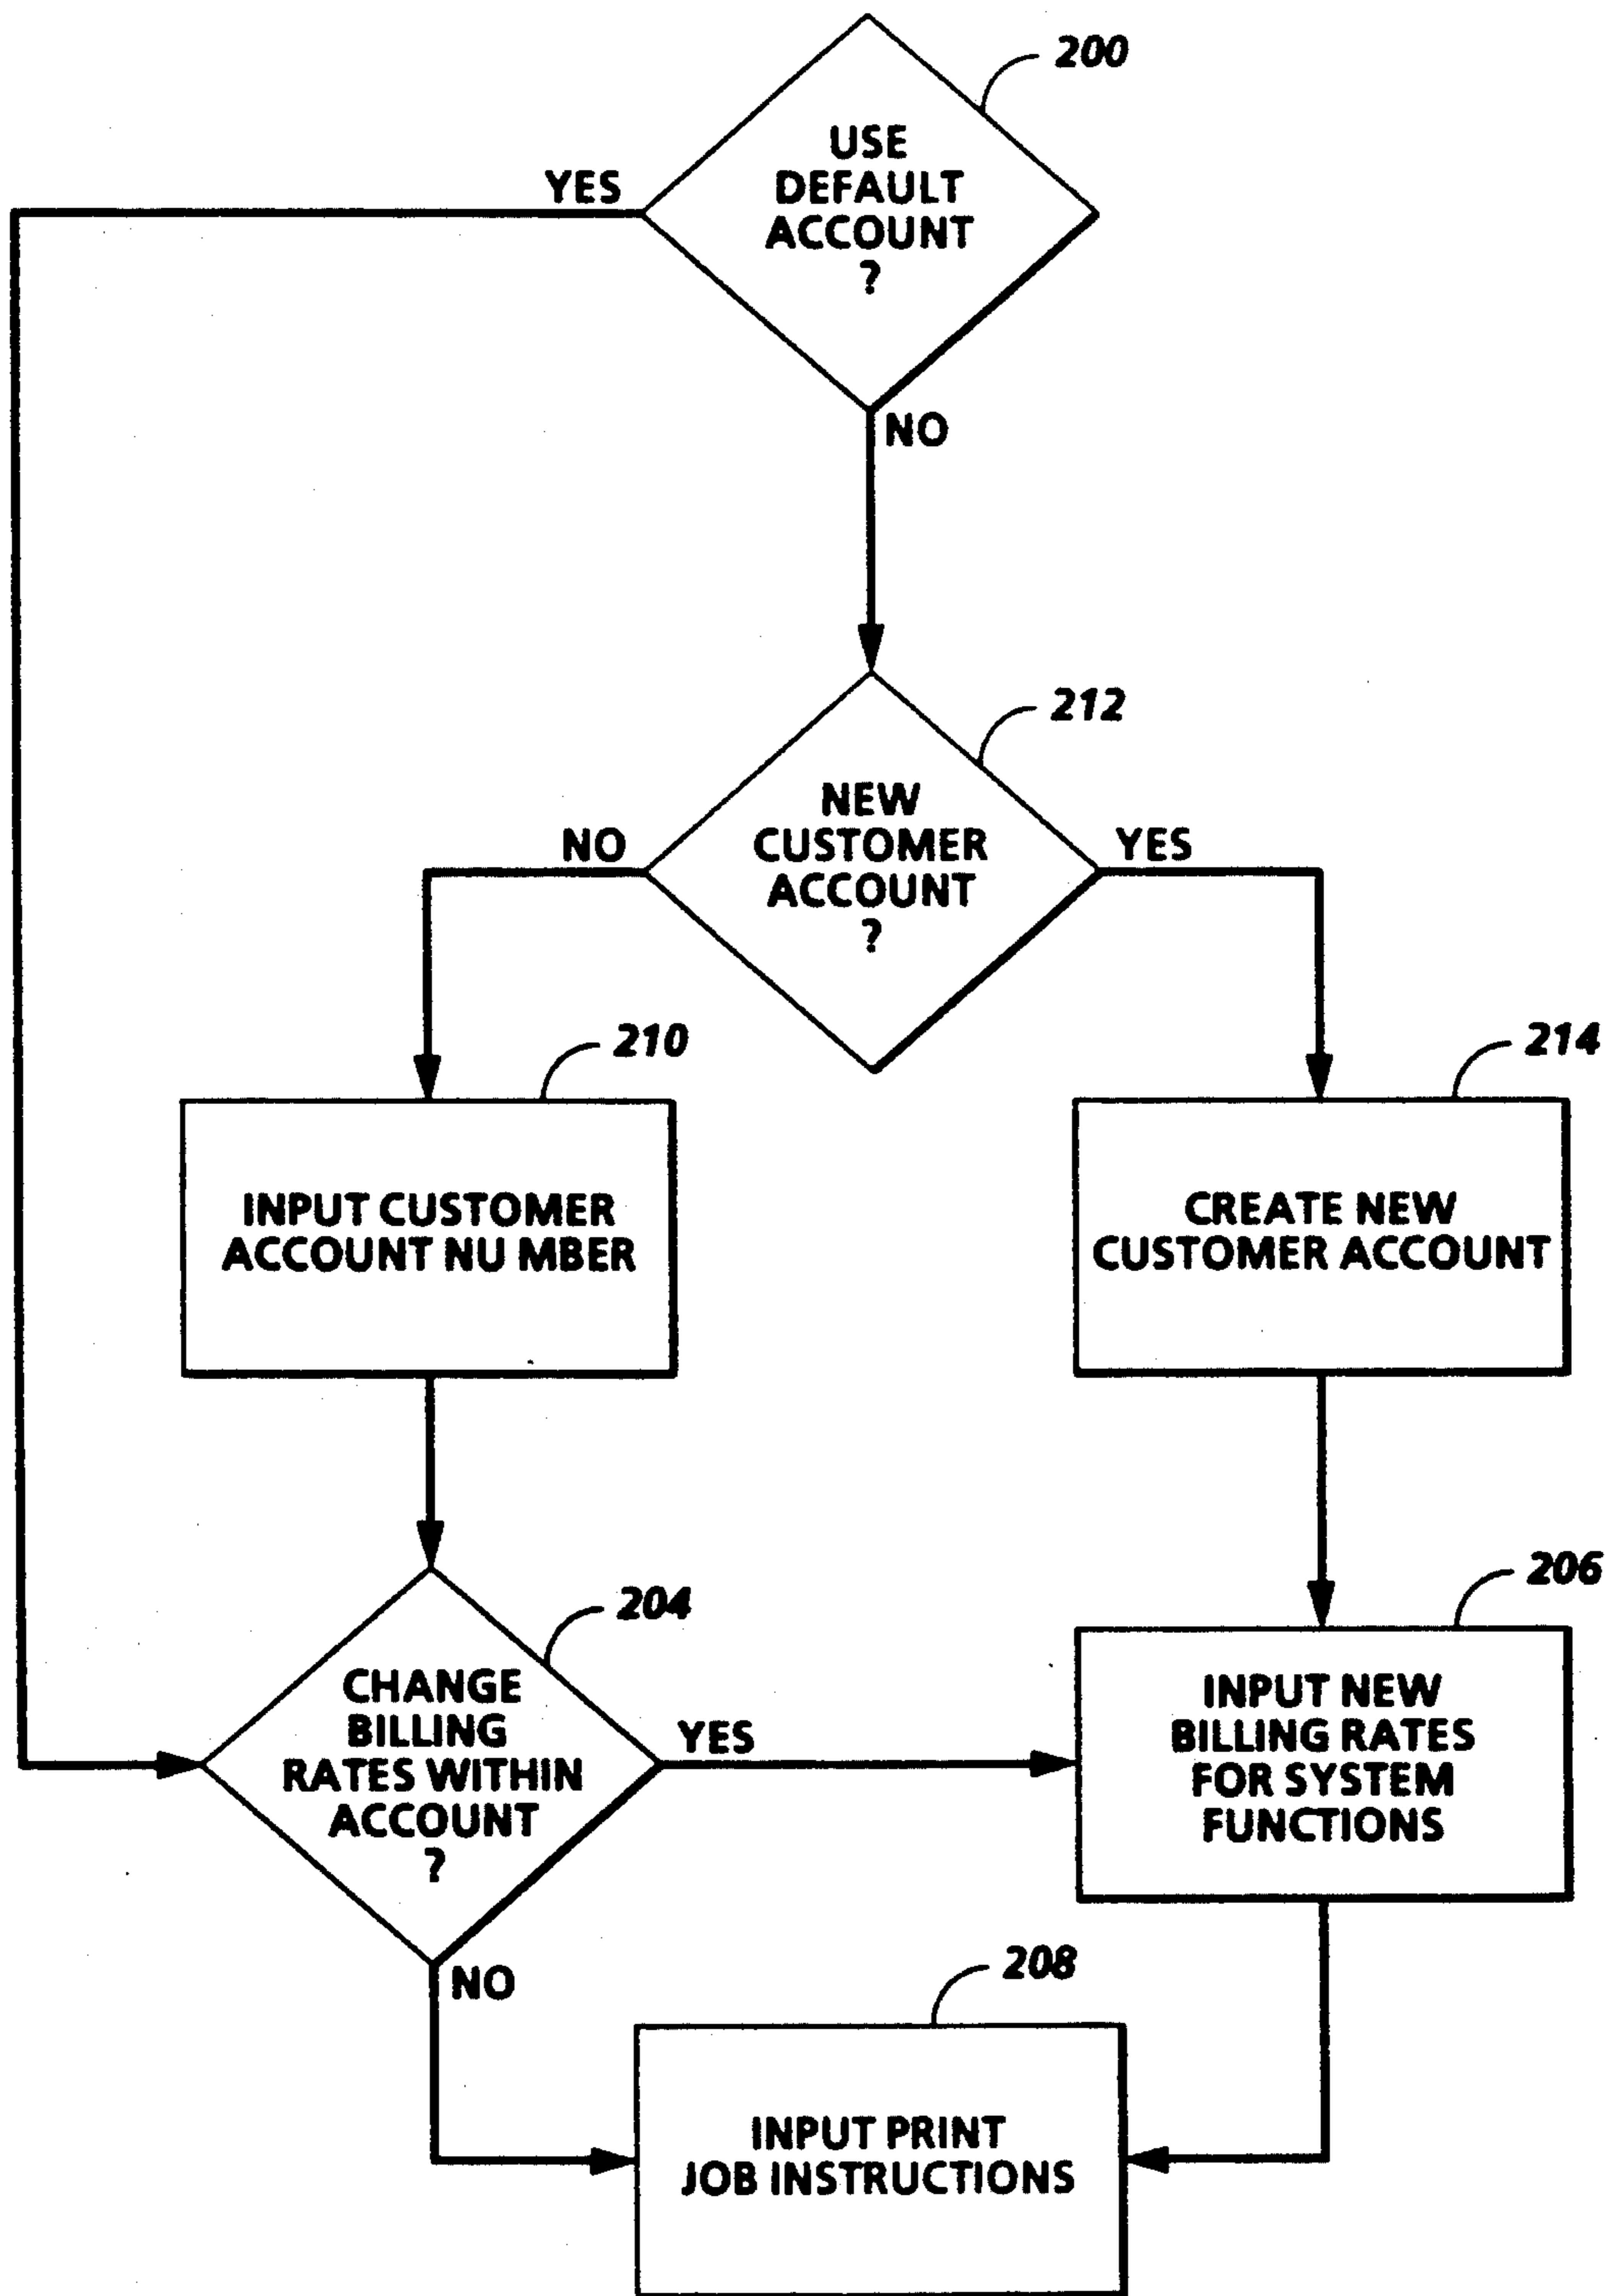 200
USE
DEFAULT
ACCOUNT
?
YES
NO
212
NEW
CUSTOMER
ACCOUNT
?
NO
YES
210
INPUT CUSTOMER
ACCOUNT NU MBER
214
CREATE NEW
CUSTOMER ACCOUNT
204
CHANGE
BILLING
RATES WITHIN
ACCOUNT
?
YES
NO
206
INPUT NEW
BILLING RATES
FOR SYSTEM
FUNCTIONS
208
INPUT PRINT
JOB INSTRUCTIONS